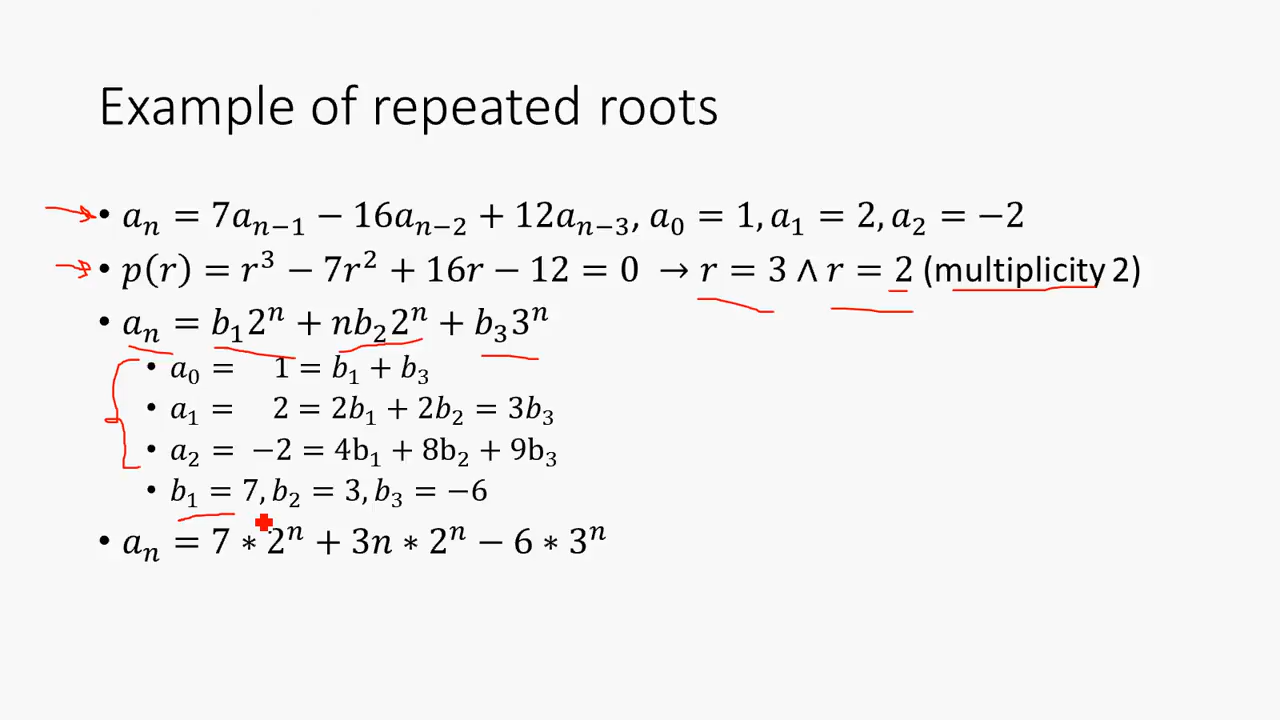 Example of repeated roots
• aₙ = 7aₙ₋₁ − 16aₙ₋₂ + 12aₙ₋₃, a₀ = 1, a₁ = 2, a₂ = −2
• p(r) = r³ − 7r² + 16r − 12 = 0 → r = 3 ∧ r = 2 (multiplicity 2)
• aₙ = b₁2ⁿ + nb₂2ⁿ + b₃3ⁿ
• a₀ = 1 = b₁ + b₃
• a₁ = 2 = 2b₁ + 2b₂ = 3b₃
• a₂ = −2 = 4b₁ + 8b₂ + 9b₃
• b₁ = 7, b₂ = 3, b₃ = −6
• aₙ = 7 ∗ 2ⁿ + 3n ∗ 2ⁿ − 6 ∗ 3ⁿ